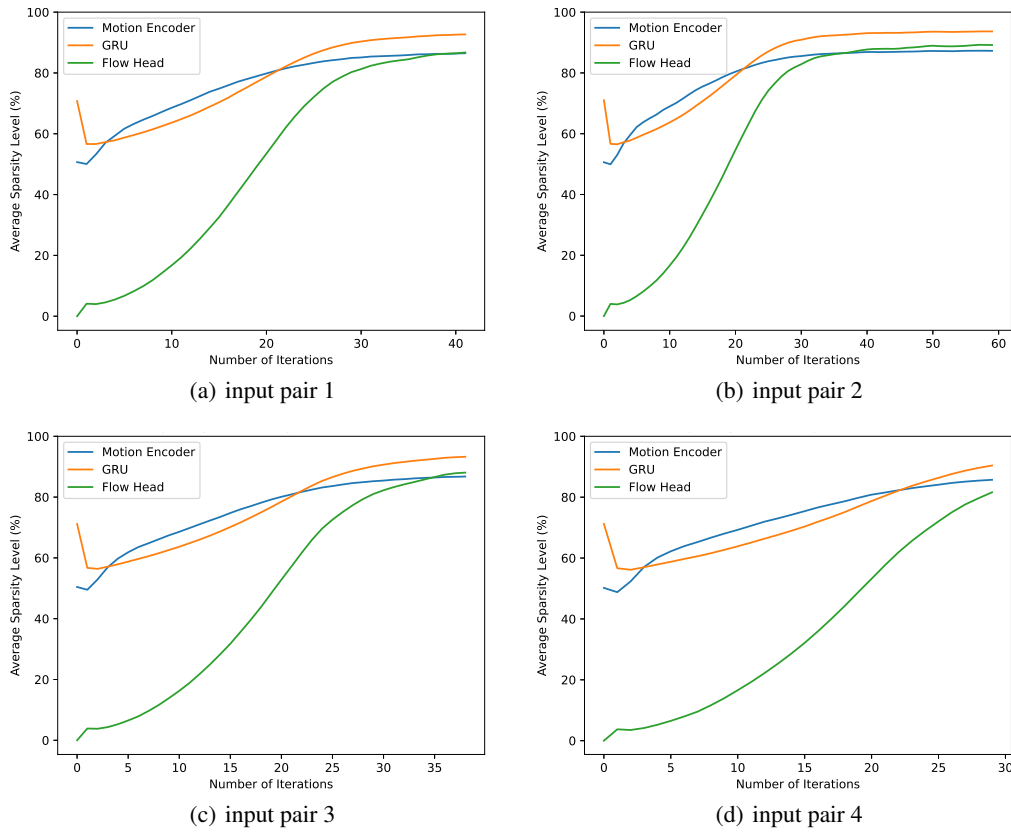 100
80
60
40
20
0
Average Sparsity Level (%)
Motion Encoder
GRU
Flow Head
0 10 20 30 40
Number of Iterations
(a) input pair 1
100
80
60
40
20
0
Average Sparsity Level (%)
Motion Encoder
GRU
Flow Head
0 10 20 30 40 50 60
Number of Iterations
(b) input pair 2
100
80
60
40
20
0
Average Sparsity Level (%)
Motion Encoder
GRU
Flow Head
0 5 10 15 20 25 30 35
Number of Iterations
(c) input pair 3
100
80
60
40
20
0
Average Sparsity Level (%)
Motion Encoder
GRU
Flow Head
0 5 10 15 20 25 30
Number of Iterations
(d) input pair 4